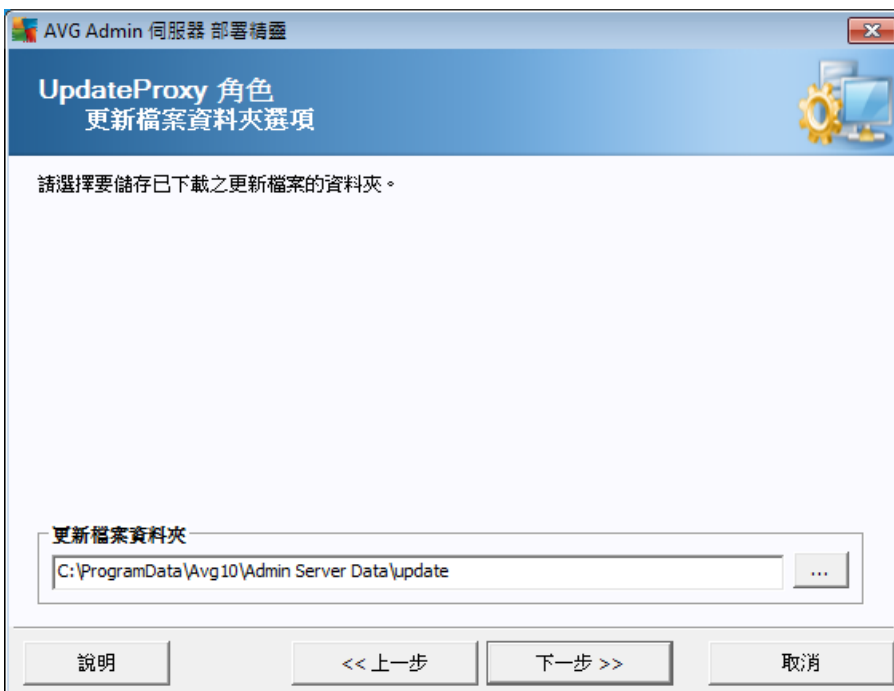 AVG Admin 伺服器 部署精靈
UpdateProxy 角色
更新檔案資料夾選項
請選擇要儲存已下載之更新檔案的資料夾。
更新檔案資料夾
C:\ProgramData\Avg10\Admin Server Data\update
...
說明
<< 上一步
下一步 >>
取消